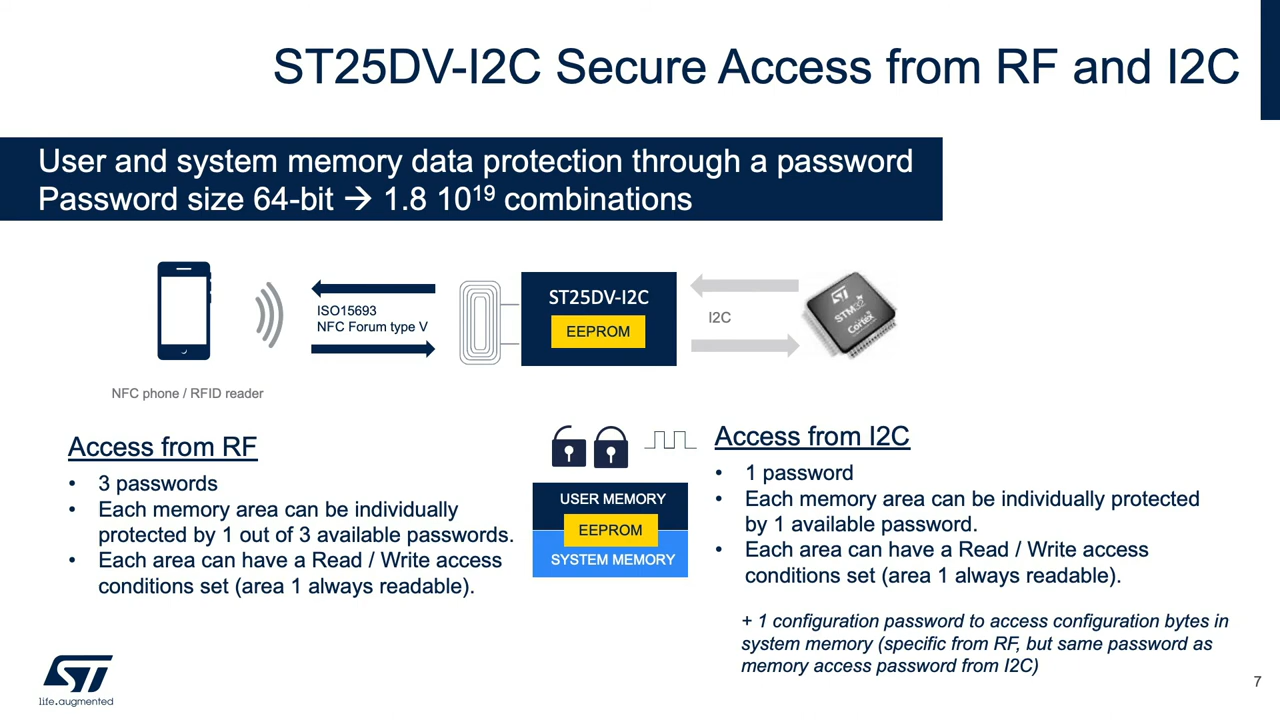 ST25DV-I2C Secure Access from RF and I2C
User and system memory data protection through a password
Password size 64-bit → 1.8 10¹⁹ combinations
ISO15693
NFC Forum type V
ST25DV-I2C
EEPROM
I2C
STM32
Cortex
NFC phone / RFID reader
Access from RF
• 3 passwords
• Each memory area can be individually
protected by 1 out of 3 available passwords.
• Each area can have a Read / Write access
conditions set (area 1 always readable).
USER MEMORY
EEPROM
SYSTEM MEMORY
Access from I2C
• 1 password
• Each memory area can be individually protected
by 1 available password.
• Each area can have a Read / Write access
conditions set (area 1 always readable).
+ 1 configuration password to access configuration bytes in
system memory (specific from RF, but same password as
memory access password from I2C)
ST
life.augmented
7